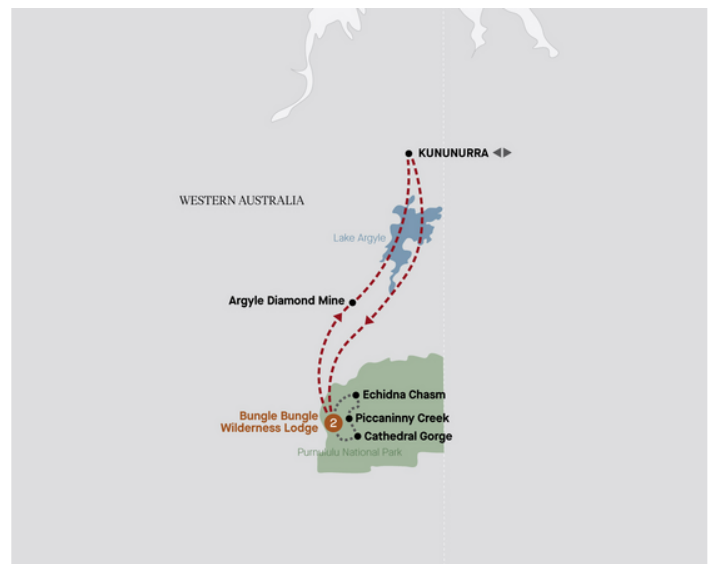 KUNUNURRA
WESTERN AUSTRALIA
Lake Argyle
Argyle Diamond Mine
Echidna Chasm
Bungle Bungle
Wilderness Lodge
2
Piccaninny Creek
Cathedral Gorge
Purnululu National Park